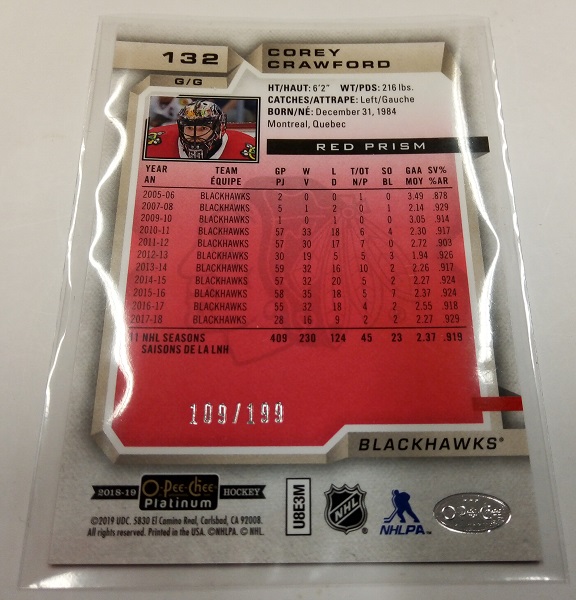 132
COREY
CRAWFORD
G/G
HT/HAUT: 6'2" WT/PDS: 216 lbs.
CATCHES/ATTRAPE: Left/Gauche
BORN/NÉ: December 31, 1984
Montreal, Quebec
RED PRISM
YEAR TEAM GP W L T/OT SO GAA SV%
AN ÉQUIPE PJ V D N/P BL MOY %AR
2005-06 BLACKHAWKS 2 0 0 1 0 3.49 .878
2007-08 BLACKHAWKS 5 1 2 0 1 2.14 .929
2009-10 BLACKHAWKS 1 0 1 0 0 3.05 .914
2010-11 BLACKHAWKS 57 33 18 6 4 2.30 .917
2011-12 BLACKHAWKS 57 30 17 7 0 2.72 .903
2012-13 BLACKHAWKS 30 19 5 5 3 1.94 .926
2013-14 BLACKHAWKS 59 32 16 10 2 2.26 .917
2014-15 BLACKHAWKS 57 32 20 5 2 2.27 .924
2015-16 BLACKHAWKS 58 35 18 5 7 2.37 .924
2016-17 BLACKHAWKS 55 32 18 4 2 2.55 .918
2017-18 BLACKHAWKS 28 16 9 2 2 2.27 .929
11 NHL SEASONS 409 230 124 45 23 2.37 .919
SAISONS DE LA LNH
109/199
BLACKHAWKS®
2018-19 O-Pee-Chee Platinum HOCKEY
©2019 UDC. 5830 El Camino Real, Carlsbad, CA 92008.
All rights reserved. Printed in the USA. ©NHLPA. © NHL.
U8E3M
NHL
NHLPA
O-Pee-Chee